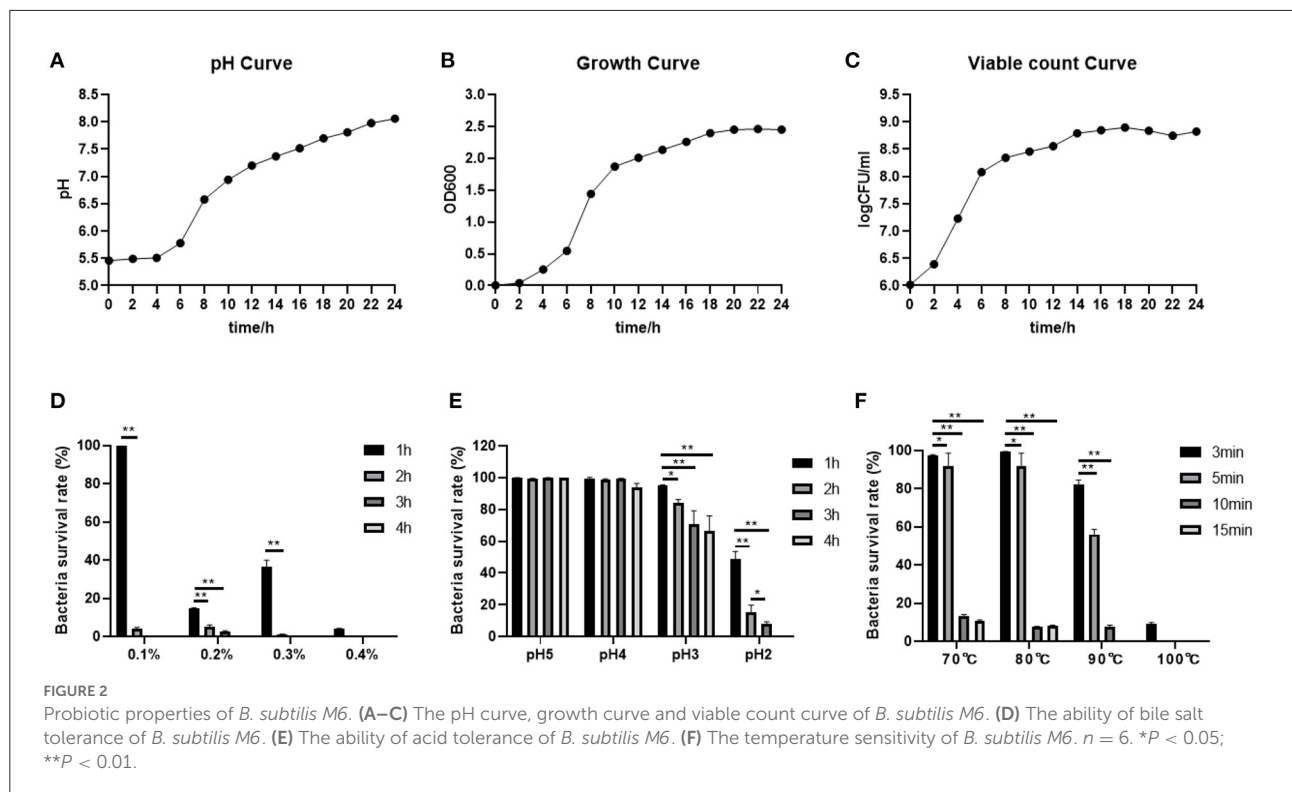 A
pH Curve
pH
8.5
8.0
7.5
7.0
6.5
6.0
5.5
5.0
0 2 4 6 8 10 12 14 16 18 20 22 24
time/h
B
Growth Curve
OD600
3.0
2.5
2.0
1.5
1.0
0.5
0.0
0 2 4 6 8 10 12 14 16 18 20 22 24
time/h
C
Viable count Curve
logCFU/ml
9.5
9.0
8.5
8.0
7.5
7.0
6.5
6.0
0 2 4 6 8 10 12 14 16 18 20 22 24
time/h
D
Bacteria survival rate (%)
100
80
60
40
20
0
**
**
**
**
0.1% 0.2% 0.3% 0.4%
1h
2h
3h
4h
E
Bacteria survival rate (%)
120
100
80
60
40
20
0
**
**
*
**
**
*
pH5 pH4 pH3 pH2
1h
2h
3h
4h
F
Bacteria survival rate (%)
100
80
60
40
20
0
**
**
*
**
**
*
**
**
70℃ 80℃ 90℃ 100℃
3min
5min
10min
15min
FIGURE 2
Probiotic properties of B. subtilis M6. (A–C) The pH curve, growth curve and viable count curve of B. subtilis M6. (D) The ability of bile salt
tolerance of B. subtilis M6. (E) The ability of acid tolerance of B. subtilis M6. (F) The temperature sensitivity of B. subtilis M6. n = 6. *P < 0.05;
**P < 0.01.